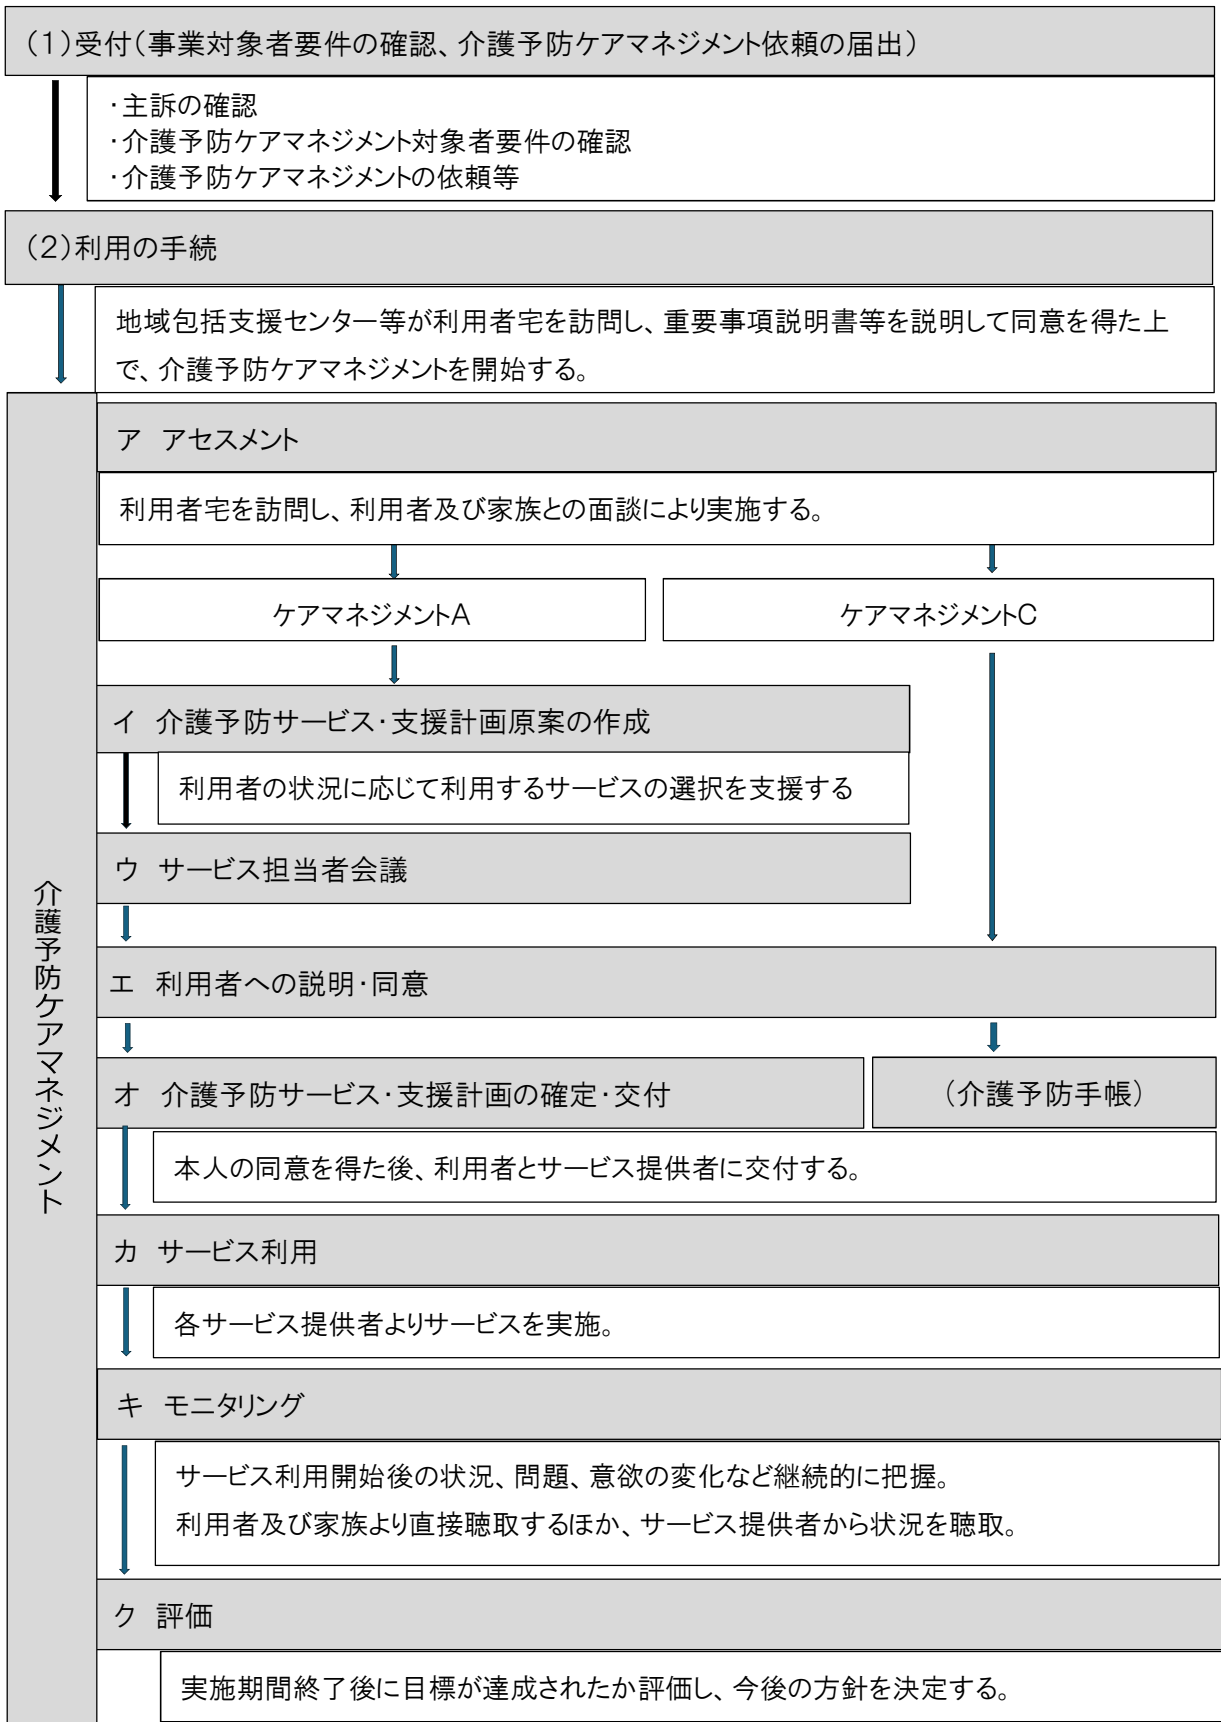 （1）受付（事業対象者要件の確認、介護予防ケアマネジメント依頼の届出）
・主訴の確認
・介護予防ケアマネジメント対象者要件の確認
・介護予防ケアマネジメントの依頼等
（2）利用の手続
地域包括支援センター等が利用者宅を訪問し、重要事項説明書等を説明して同意を得た上
で、介護予防ケアマネジメントを開始する。
介護予防ケアマネジメント
ア　アセスメント
利用者宅を訪問し、利用者及び家族との面談により実施する。
ケアマネジメントA
ケアマネジメントC
イ　介護予防サービス・支援計画原案の作成
利用者の状況に応じて利用するサービスの選択を支援する
ウ　サービス担当者会議
エ　利用者への説明・同意
オ　介護予防サービス・支援計画の確定・交付
（介護予防手帳）
本人の同意を得た後、利用者とサービス提供者に交付する。
カ　サービス利用
各サービス提供者よりサービスを実施。
キ　モニタリング
サービス利用開始後の状況、問題、意欲の変化など継続的に把握。
利用者及び家族より直接聴取するほか、サービス提供者から状況を聴取。
ク　評価
実施期間終了後に目標が達成されたか評価し、今後の方針を決定する。